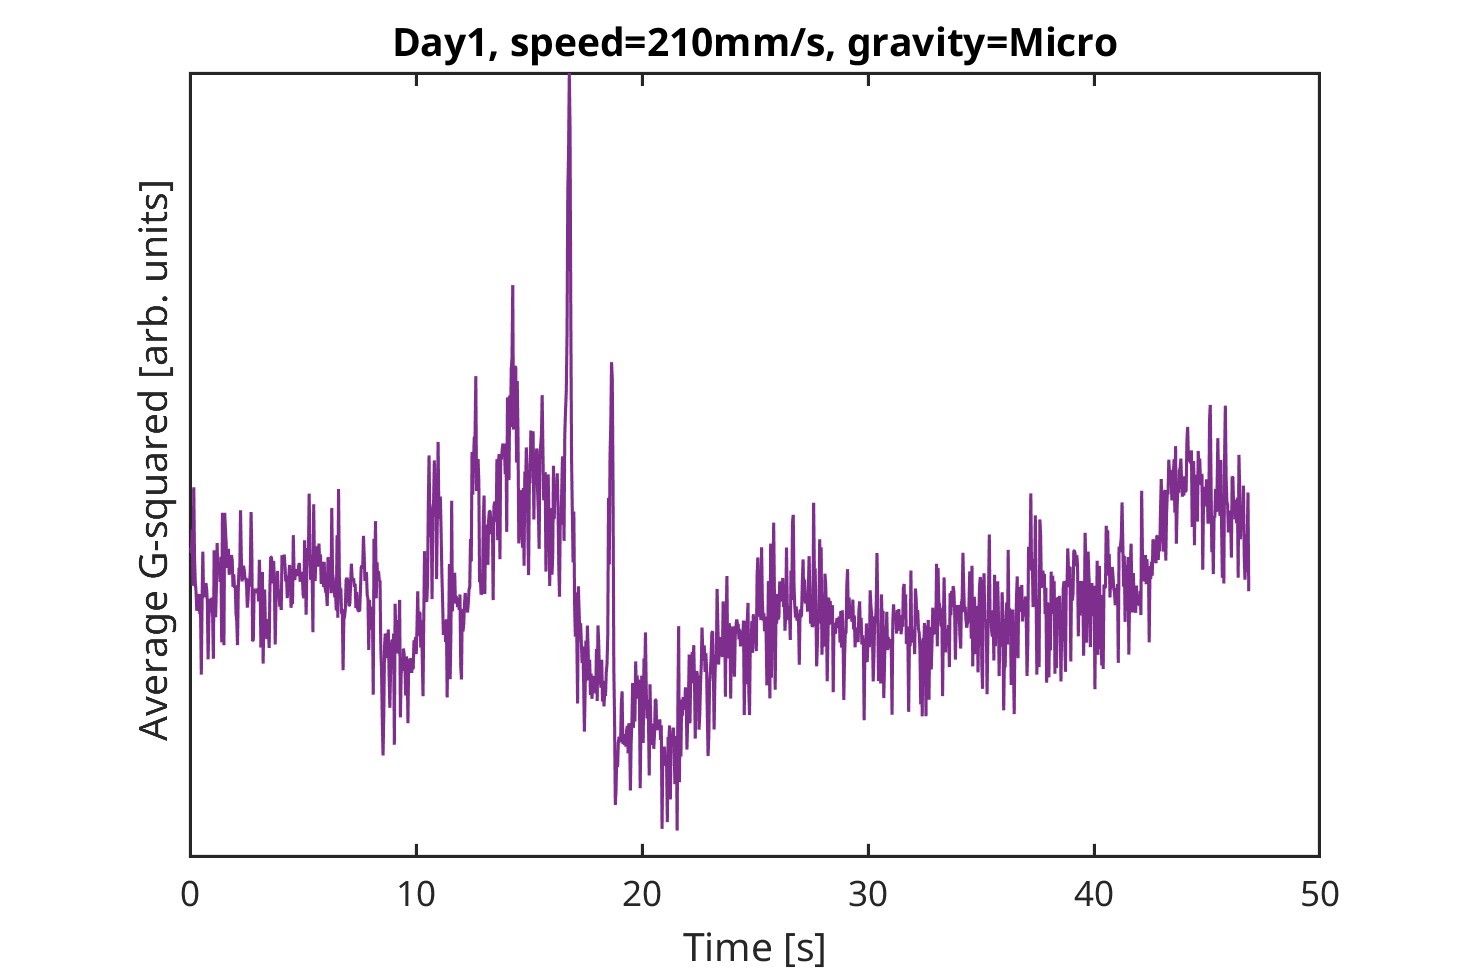 Day1, speed=210mm/s, gravity=Micro
Average G-squared [arb. units]
0 10 20 30 40 50
Time [s]